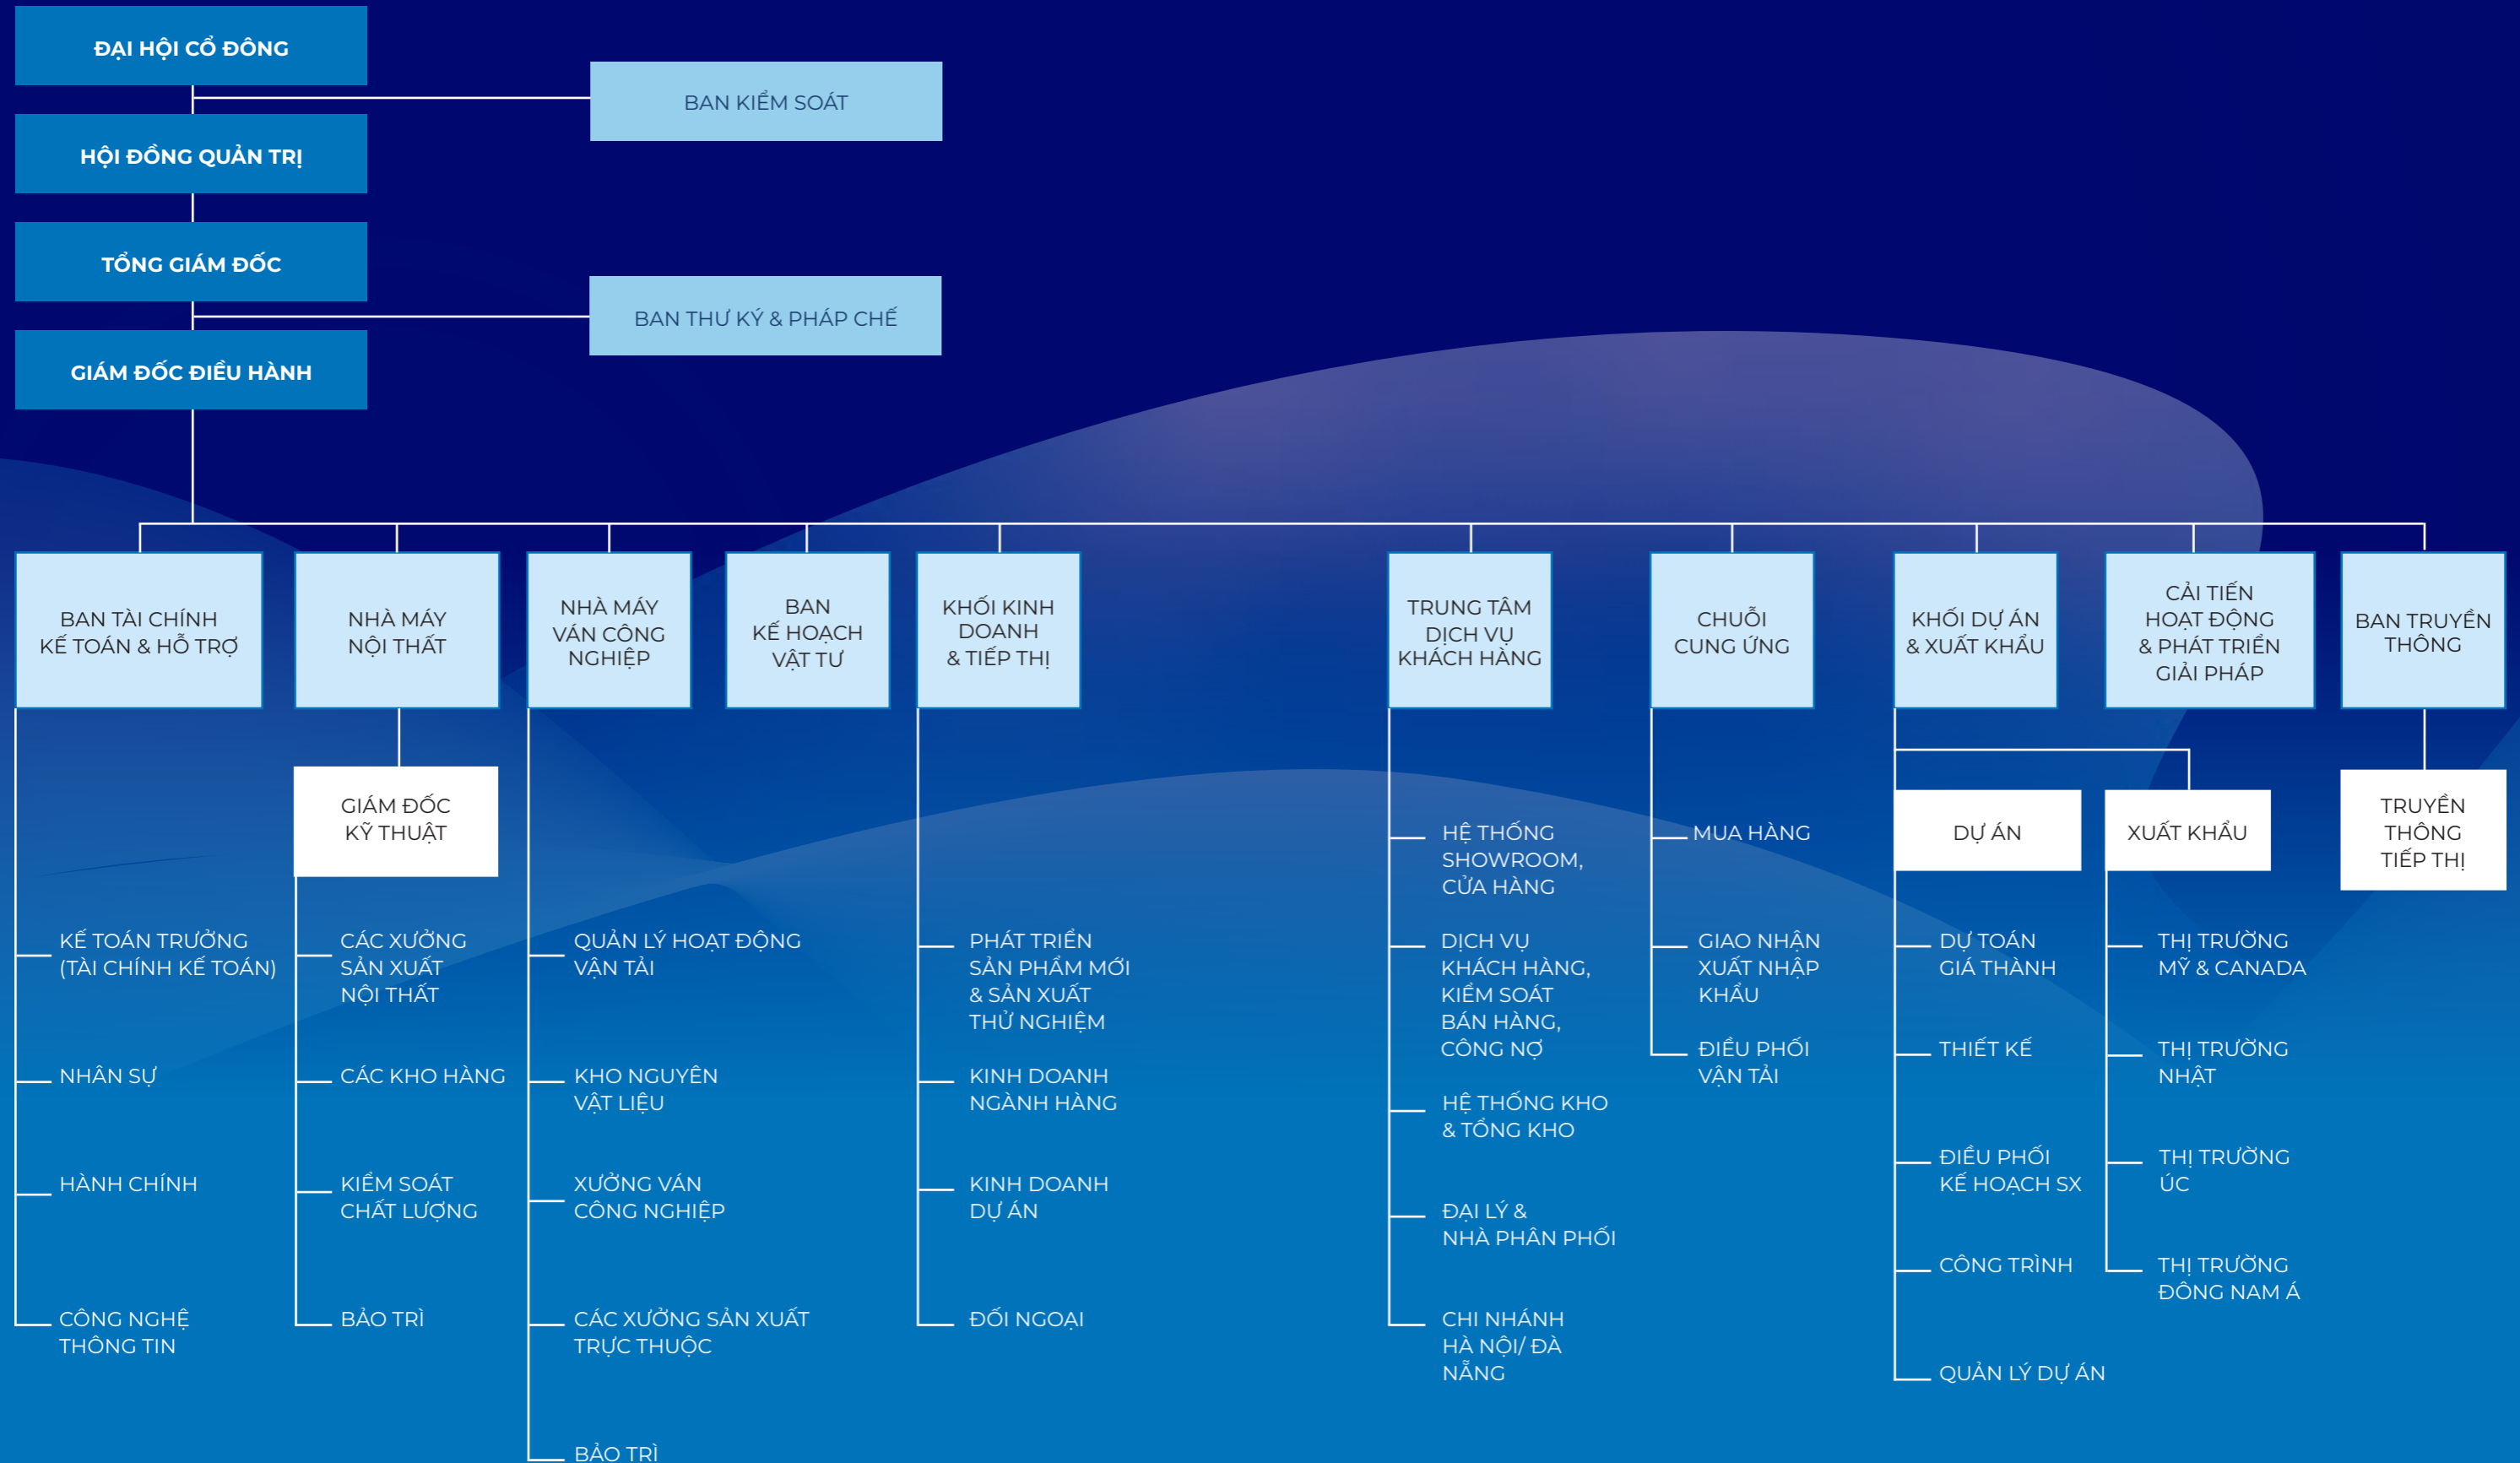 ĐẠI HỘI CỔ ĐÔNG
BAN KIỂM SOÁT
HỘI ĐỒNG QUẢN TRỊ
TỔNG GIÁM ĐỐC
BAN THƯ KÝ & PHÁP CHẾ
GIÁM ĐỐC ĐIỀU HÀNH
BAN TÀI CHÍNH
KẾ TOÁN & HỖ TRỢ
NHÀ MÁY
NỘI THẤT
NHÀ MÁY
VÁN CÔNG
NGHIỆP
BAN
KẾ HOẠCH
VẬT TƯ
KHỐI KINH
DOANH
& TIẾP THỊ
TRUNG TÂM
DỊCH VỤ
KHÁCH HÀNG
CHUỖI
CUNG ỨNG
KHỐI DỰ ÁN
& XUẤT KHẨU
CẢI TIẾN
HOẠT ĐỘNG
& PHÁT TRIỂN
GIẢI PHÁP
BAN TRUYỀN
THÔNG
KẾ TOÁN TRƯỞNG
(TÀI CHÍNH KẾ TOÁN)
NHÂN SỰ
HÀNH CHÍNH
CÔNG NGHỆ
THÔNG TIN
GIÁM ĐỐC
KỸ THUẬT
CÁC XƯỞNG
SẢN XUẤT
NỘI THẤT
CÁC KHO HÀNG
KIỂM SOÁT
CHẤT LƯỢNG
BẢO TRÌ
QUẢN LÝ HOẠT ĐỘNG
VẬN TẢI
KHO NGUYÊN
VẬT LIỆU
XƯỞNG VÁN
CÔNG NGHIỆP
CÁC XƯỞNG SẢN XUẤT
TRỰC THUỘC
BẢO TRÌ
PHÁT TRIỂN
SẢN PHẨM MỚI
& SẢN XUẤT
THỬ NGHIỆM
KINH DOANH
NGÀNH HÀNG
KINH DOANH
DỰ ÁN
ĐỐI NGOẠI
HỆ THỐNG
SHOWROOM,
CỬA HÀNG
DỊCH VỤ
KHÁCH HÀNG,
KIỂM SOÁT
BÁN HÀNG,
CÔNG NỢ
HỆ THỐNG KHO
& TỔNG KHO
ĐẠI LÝ &
NHÀ PHÂN PHỐI
CHI NHÁNH
HÀ NỘI/ ĐÀ
NẴNG
MUA HÀNG
GIAO NHẬN
XUẤT NHẬP
KHẨU
ĐIỀU PHỐI
VẬN TẢI
DỰ ÁN
DỰ TOÁN
GIÁ THÀNH
THIẾT KẾ
ĐIỀU PHỐI
KẾ HOẠCH SX
CÔNG TRÌNH
QUẢN LÝ DỰ ÁN
XUẤT KHẨU
THỊ TRƯỜNG
MỸ & CANADA
THỊ TRƯỜNG
NHẬT
THỊ TRƯỜNG
ÚC
THỊ TRƯỜNG
ĐÔNG NAM Á
TRUYỀN
THÔNG
TIẾP THỊ